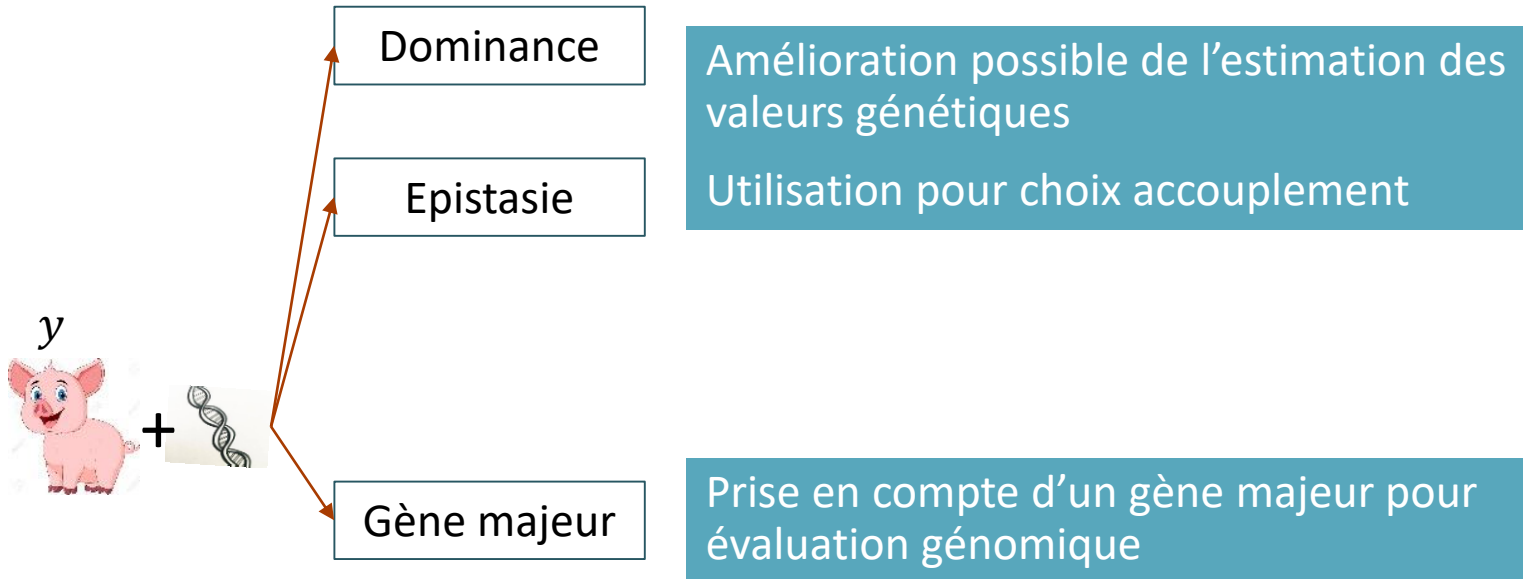 Dominance
Amélioration possible de l’estimation des
valeurs génétiques
Epistasie
Utilisation pour choix accouplement
y
+
Gène majeur
Prise en compte d’un gène majeur pour
évaluation génomique